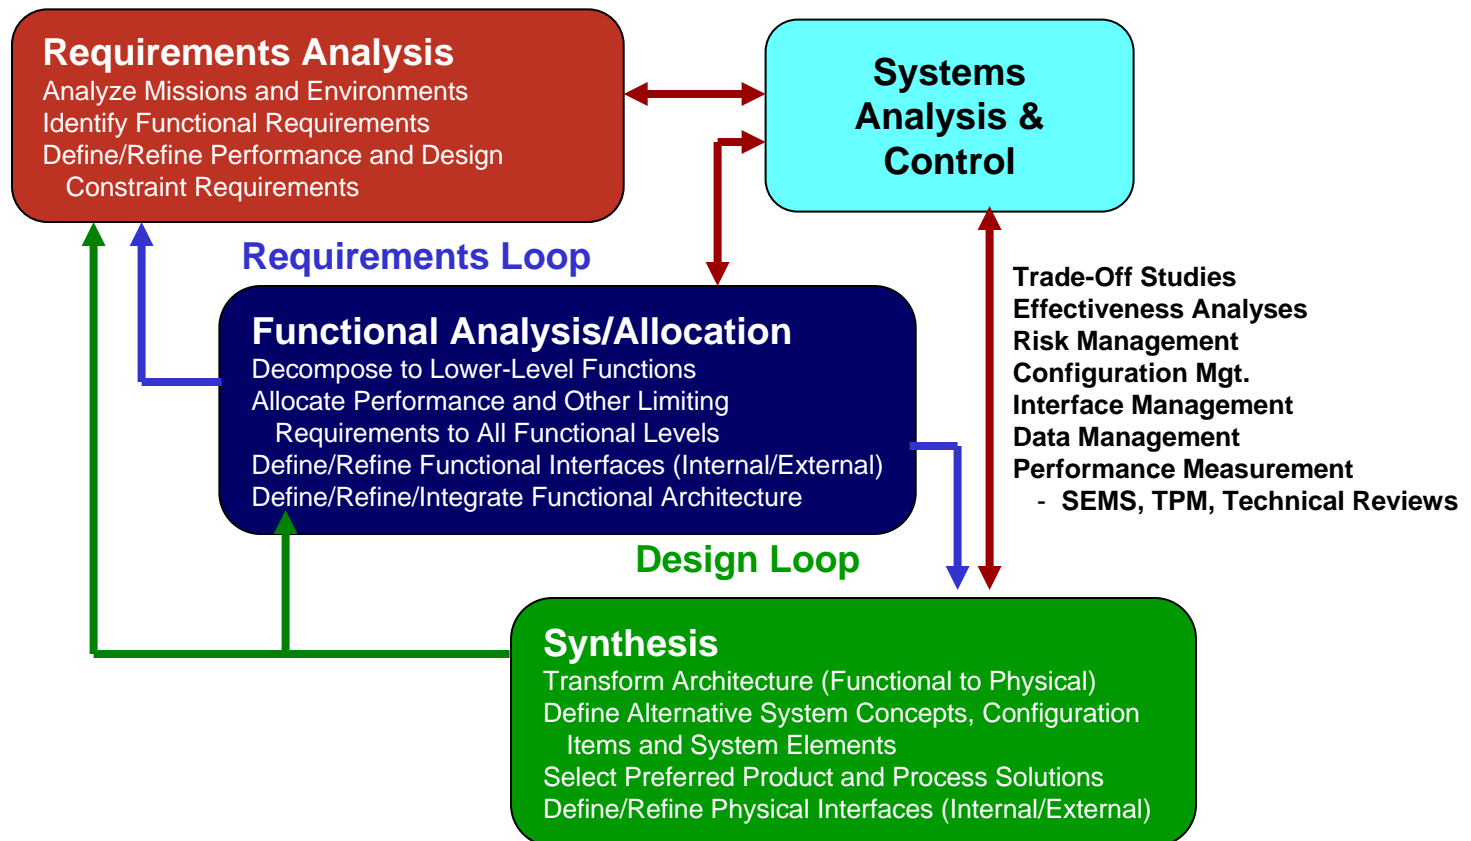 Requirements Analysis
Analyze Missions and Environments
Identify Functional Requirements
Define/Refine Performance and Design
Constraint Requirements
Systems
Analysis &
Control
Requirements Loop
Trade-Off Studies
Effectiveness Analyses
Risk Management
Configuration Mgt.
Interface Management
Data Management
Performance Measurement
- SEMS, TPM, Technical Reviews
Functional Analysis/Allocation
Decompose to Lower-Level Functions
Allocate Performance and Other Limiting
Requirements to All Functional Levels
Define/Refine Functional Interfaces (Internal/External)
Define/Refine/Integrate Functional Architecture
Design Loop
Synthesis
Transform Architecture (Functional to Physical)
Define Alternative System Concepts, Configuration
Items and System Elements
Select Preferred Product and Process Solutions
Define/Refine Physical Interfaces (Internal/External)